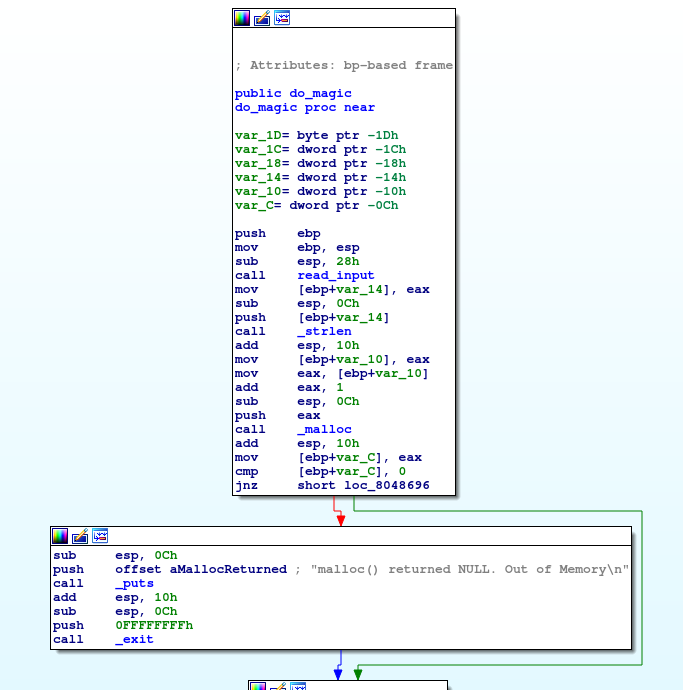 ; Attributes: bp-based frame
public do_magic
do_magic proc near
var_1D= byte ptr -1Dh
var_1C= dword ptr -1Ch
var_18= dword ptr -18h
var_14= dword ptr -14h
var_10= dword ptr -10h
var_C= dword ptr -0Ch
push ebp
mov ebp, esp
sub esp, 28h
call read_input
mov [ebp+var_14], eax
sub esp, 0Ch
push [ebp+var_14]
call _strlen
add esp, 10h
mov [ebp+var_10], eax
mov eax, [ebp+var_10]
add eax, 1
sub esp, 0Ch
push eax
call _malloc
add esp, 10h
mov [ebp+var_C], eax
cmp [ebp+var_C], 0
jnz short loc_8048696
sub esp, 0Ch
push offset aMallocReturned ; "malloc() returned NULL. Out of Memory\n"
call _puts
add esp, 10h
sub esp, 0Ch
push 0FFFFFFFFh
call _exit